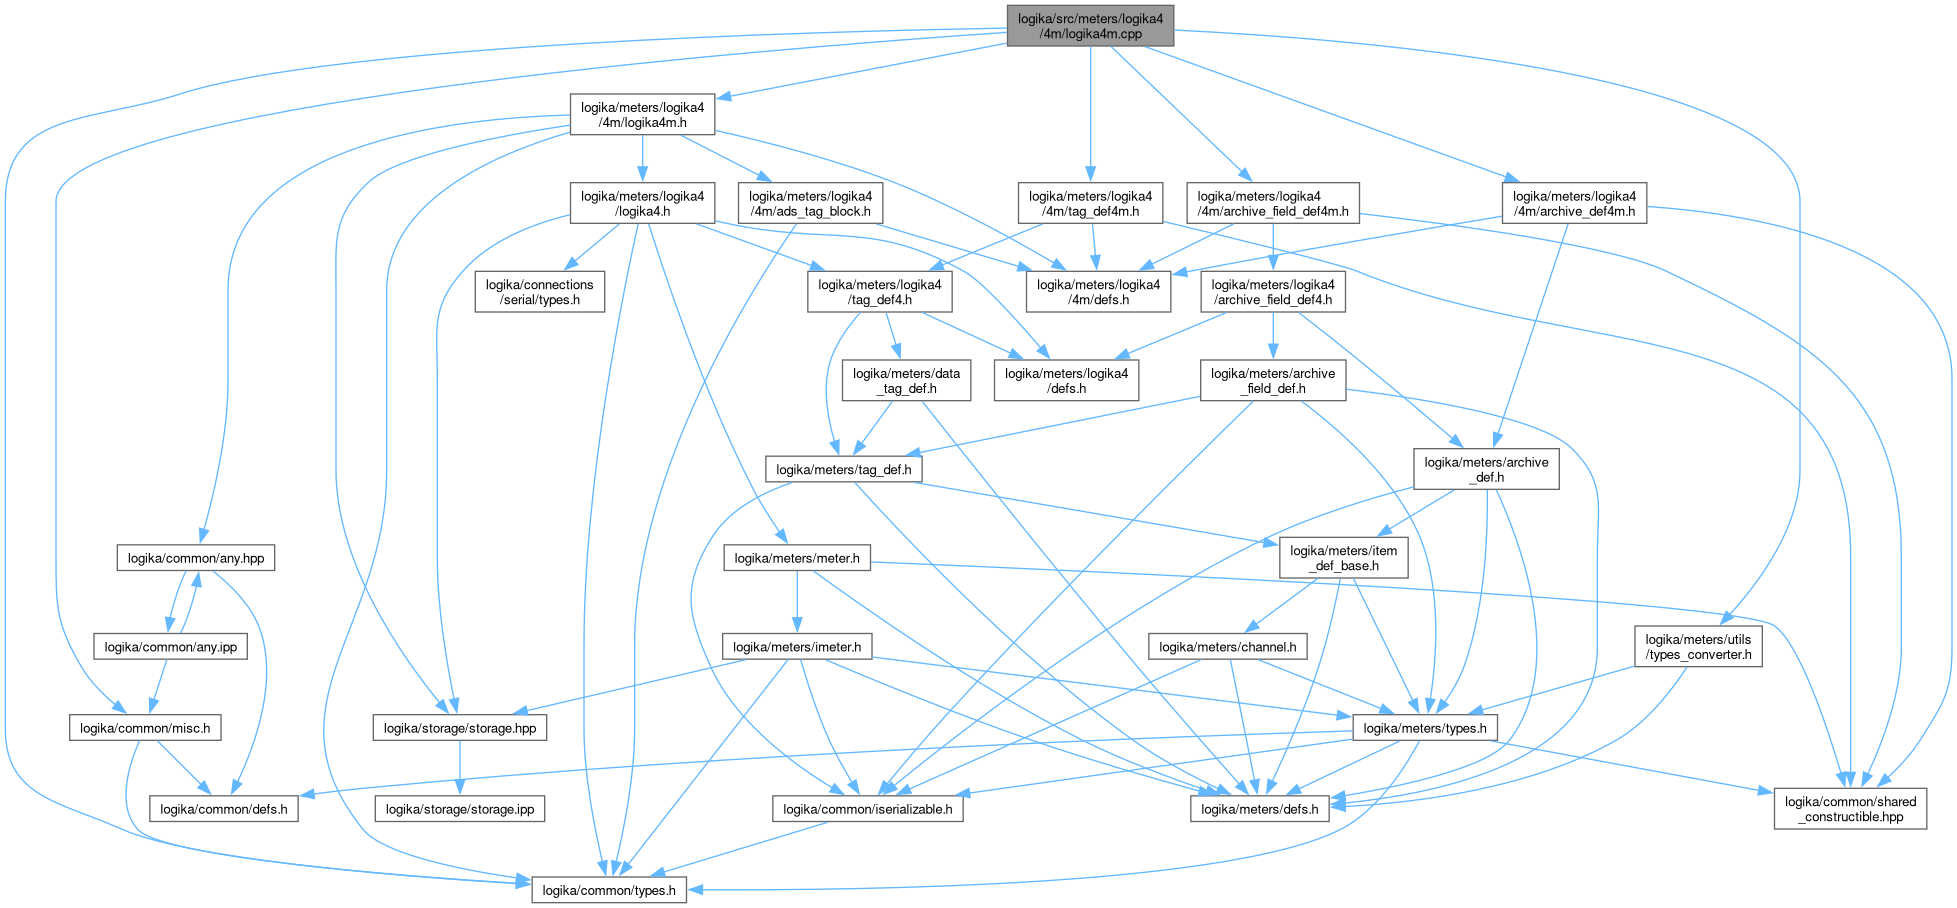 logika/src/meters/logika4
/4m/logika4m.cpp
logika/meters/logika4
/4m/logika4m.h
logika/meters/logika4
/logika4.h
logika/meters/logika4
/4m/ads_tag_block.h
logika/meters/logika4
/4m/tag_def4m.h
logika/meters/logika4
/4m/archive_field_def4m.h
logika/meters/logika4
/4m/archive_def4m.h
logika/connections
/serial/types.h
logika/meters/logika4
/tag_def4.h
logika/meters/logika4
/4m/defs.h
logika/meters/logika4
/archive_field_def4.h
logika/meters/data
_tag_def.h
logika/meters/logika4
/defs.h
logika/meters/archive
_field_def.h
logika/meters/tag_def.h
logika/meters/archive
_def.h
logika/common/any.hpp
logika/meters/meter.h
logika/meters/item
_def_base.h
logika/common/any.ipp
logika/meters/imeter.h
logika/meters/channel.h
logika/meters/utils
/types_converter.h
logika/common/misc.h
logika/storage/storage.hpp
logika/meters/types.h
logika/common/defs.h
logika/storage/storage.ipp
logika/common/iserializable.h
logika/meters/defs.h
logika/common/shared
_constructible.hpp
logika/common/types.h